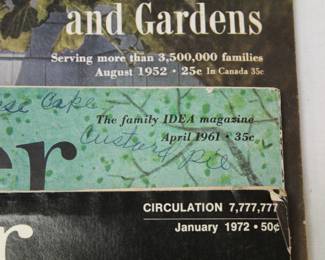 and Gardens
Serving more than 3,500,000 families
August 1952 • 25c In Canada 35c
The family IDEA magazine
April 1961 • 35c
Custard Pie
er
CIRCULATION 7,777,777
January 1972 • 50¢
r